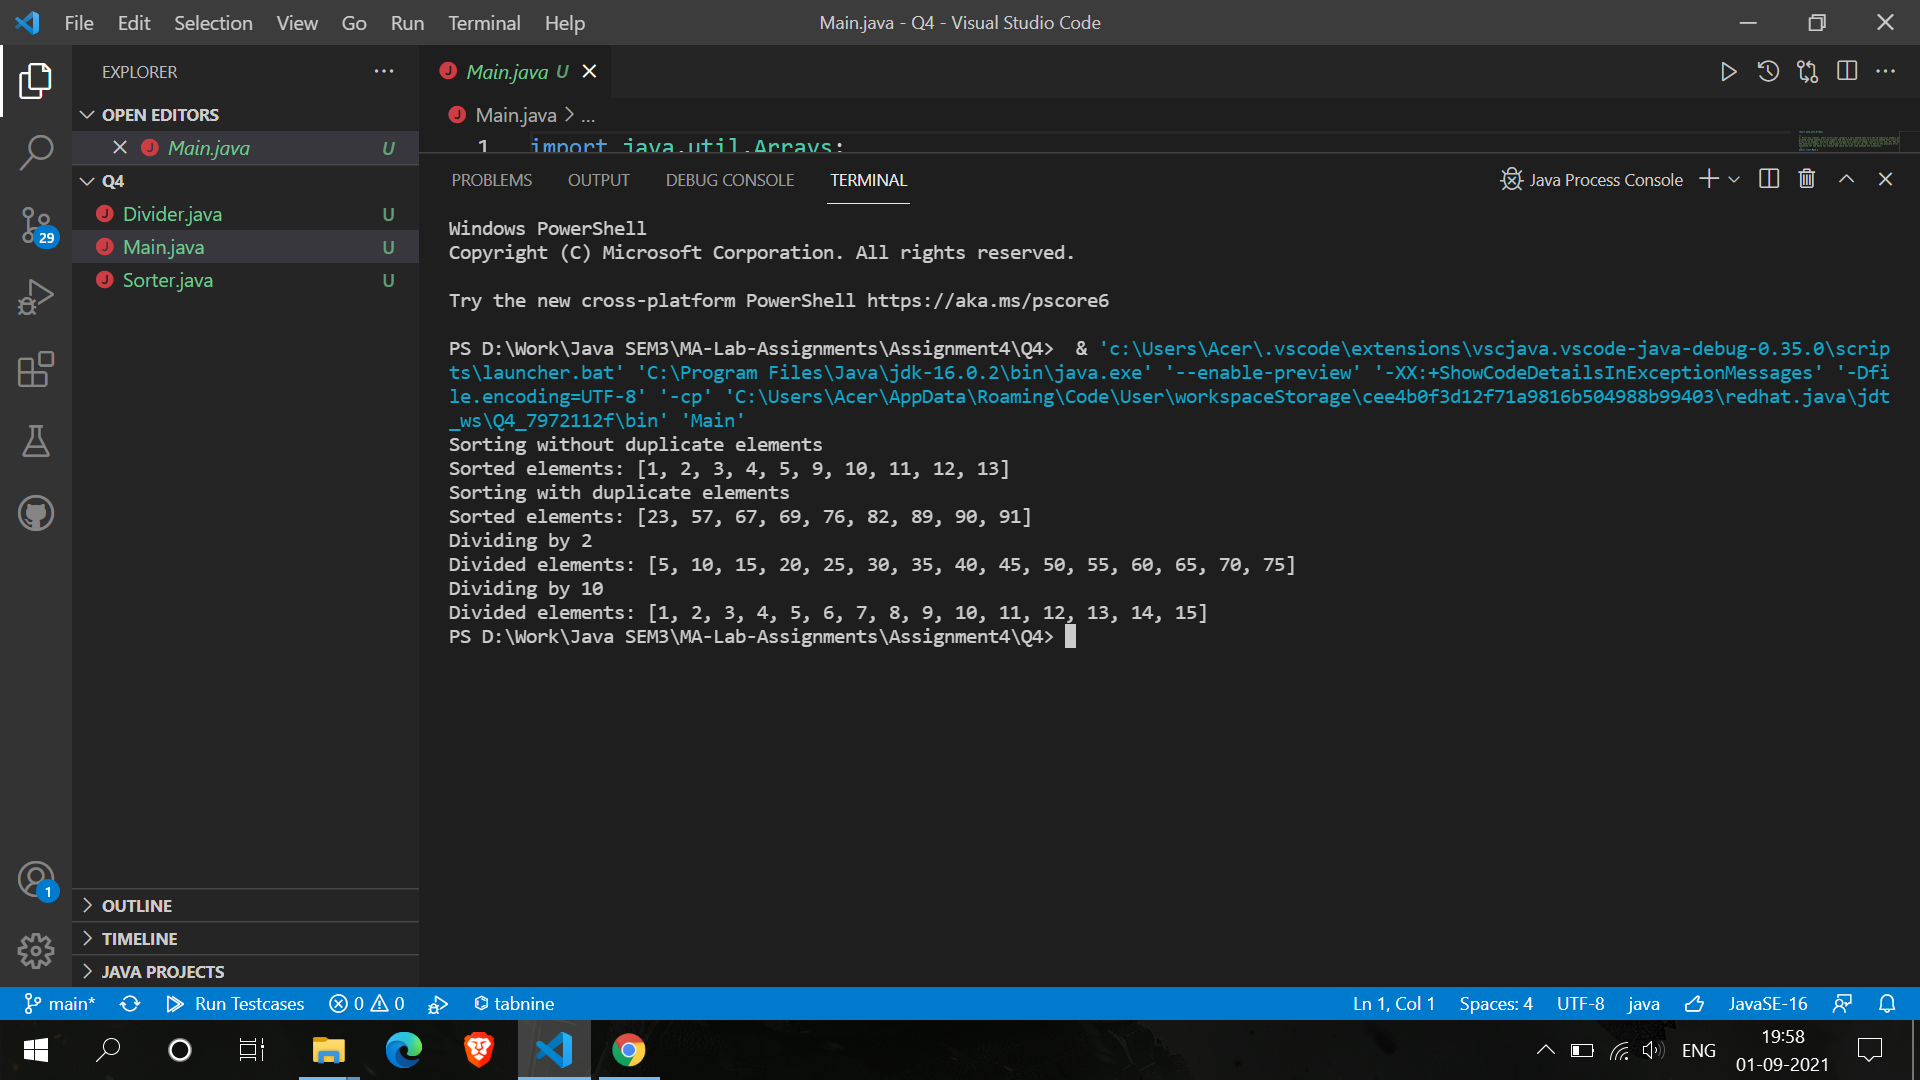 File Edit Selection View Go Run Terminal Help
Main.java - Q4 - Visual Studio Code
EXPLORER
OPEN EDITORS
Main.java U
Q4
Divider.java U
Main.java U
Sorter.java U
29
1
OUTLINE
TIMELINE
JAVA PROJECTS
Main.java U
Main.java > ...
1 import java.util.Arrays;
PROBLEMS OUTPUT DEBUG CONSOLE TERMINAL
Java Process Console
Windows PowerShell
Copyright (C) Microsoft Corporation. All rights reserved.
Try the new cross-platform PowerShell https://aka.ms/pscore6
PS D:\Work\Java SEM3\MA-Lab-Assignments\Assignment4\Q4>  & 'c:\Users\Acer\.vscode\extensions\vscjava.vscode-java-debug-0.35.0\scrip
ts\launcher.bat' 'C:\Program Files\Java\jdk-16.0.2\bin\java.exe' '--enable-preview' '-XX:+ShowCodeDetailsInExceptionMessages' '-Dfi
le.encoding=UTF-8' '-cp' 'C:\Users\Acer\AppData\Roaming\Code\User\workspaceStorage\cee4b0f3d12f71a9816b504988b99403\redhat.java\jdt
_ws\Q4_7972112f\bin' 'Main'
Sorting without duplicate elements
Sorted elements: [1, 2, 3, 4, 5, 9, 10, 11, 12, 13]
Sorting with duplicate elements
Sorted elements: [23, 57, 67, 69, 76, 82, 89, 90, 91]
Dividing by 2
Divided elements: [5, 10, 15, 20, 25, 30, 35, 40, 45, 50, 55, 60, 65, 70, 75]
Dividing by 10
Divided elements: [1, 2, 3, 4, 5, 6, 7, 8, 9, 10, 11, 12, 13, 14, 15]
PS D:\Work\Java SEM3\MA-Lab-Assignments\Assignment4\Q4>
main* Run Testcases 0 0 tabnine
Ln 1, Col 1 Spaces: 4 UTF-8 java JavaSE-16
ENG
19:58
01-09-2021